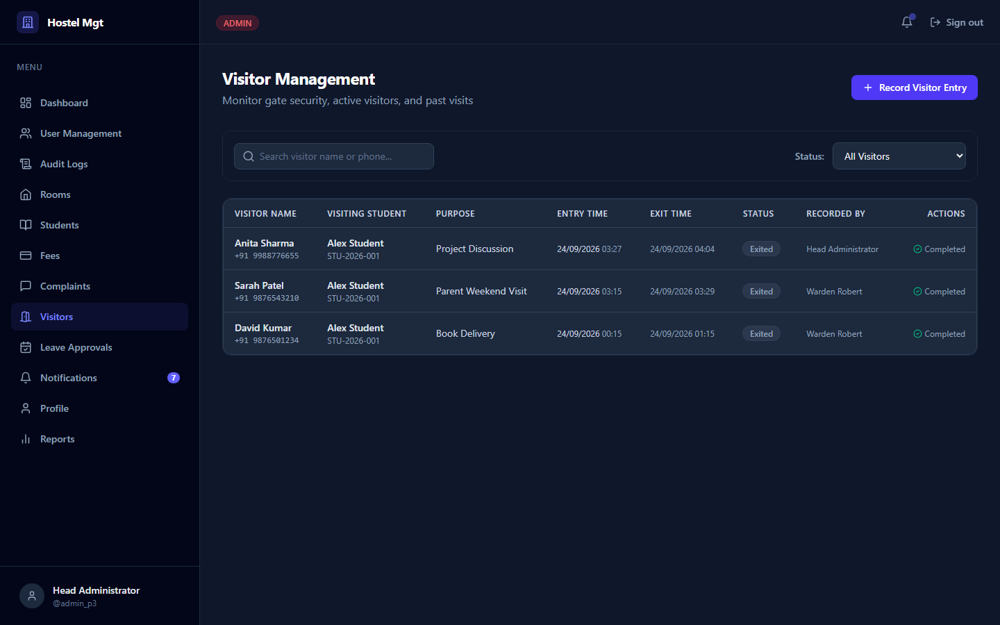 Hostel Mgt
ADMIN
Sign out
MENU
Dashboard
User Management
Audit Logs
Rooms
Students
Fees
Complaints
Visitors
Leave Approvals
Notifications 7
Profile
Reports
Head Administrator
@admin_p3
Visitor Management
Monitor gate security, active visitors, and past visits
+ Record Visitor Entry
Search visitor name or phone...
Status: All Visitors
VISITOR NAME VISITING STUDENT PURPOSE ENTRY TIME EXIT TIME STATUS RECORDED BY ACTIONS
Anita Sharma Alex Student Project Discussion 24/09/2026 03:27 24/09/2026 04:04 Exited Head Administrator Completed
+91 9988776655 STU-2026-001
Sarah Patel Alex Student Parent Weekend Visit 24/09/2026 03:15 24/09/2026 03:29 Exited Warden Robert Completed
+91 9876543210 STU-2026-001
David Kumar Alex Student Book Delivery 24/09/2026 00:15 24/09/2026 01:15 Exited Warden Robert Completed
+91 9876501234 STU-2026-001